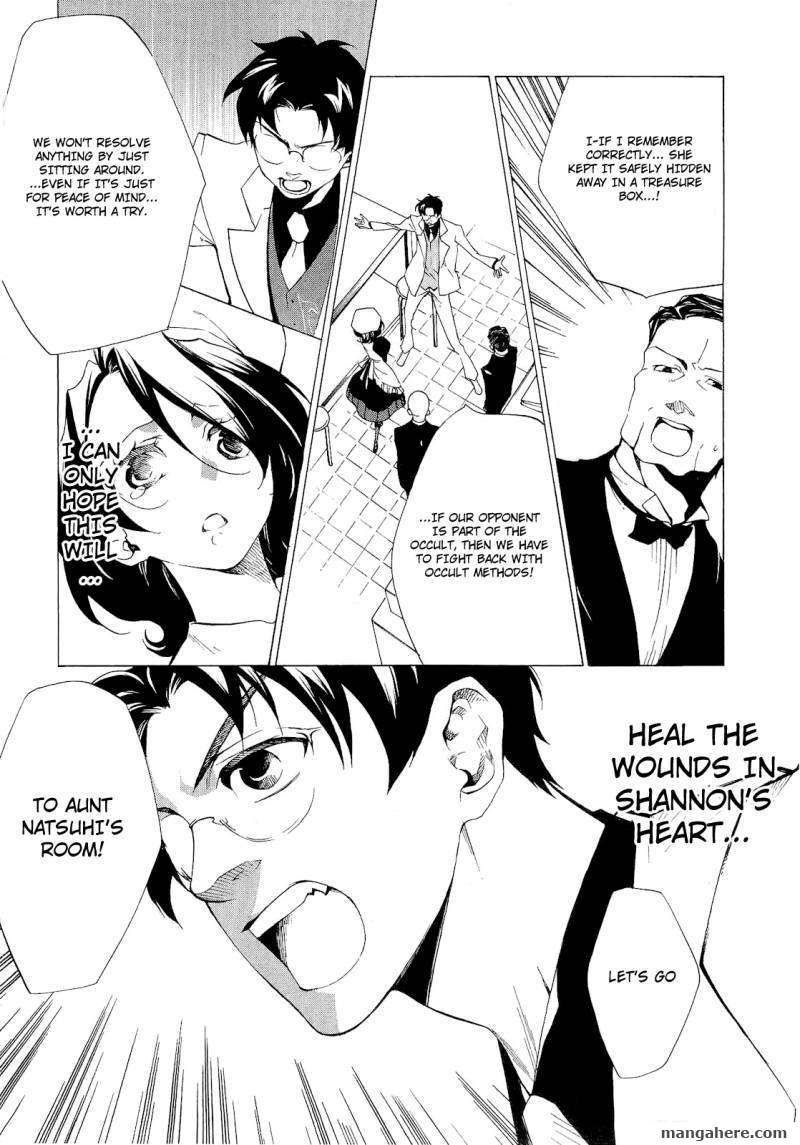 I-IF I REMEMBER
CORRECTLY... SHE
KEPT IT SAFELY HIDDEN
AWAY IN A TREASURE
BOX...!
...IF OUR OPPONENT
IS PART OF THE
OCCULT, THEN WE HAVE
TO FIGHT BACK WITH
OCCULT METHODS!
WE WON'T RESOLVE
ANYTHING BY JUST
SITTING AROUND.
...EVEN IF IT'S JUST
FOR PEACE OF MIND...
IT'S WORTH A TRY.
...
I CAN
ONLY
HOPE
THIS
WILL
...
HEAL THE
WOUNDS IN
SHANNON'S
HEART...
LET'S GO
TO AUNT
NATSUHI'S
ROOM!
mangahere.com